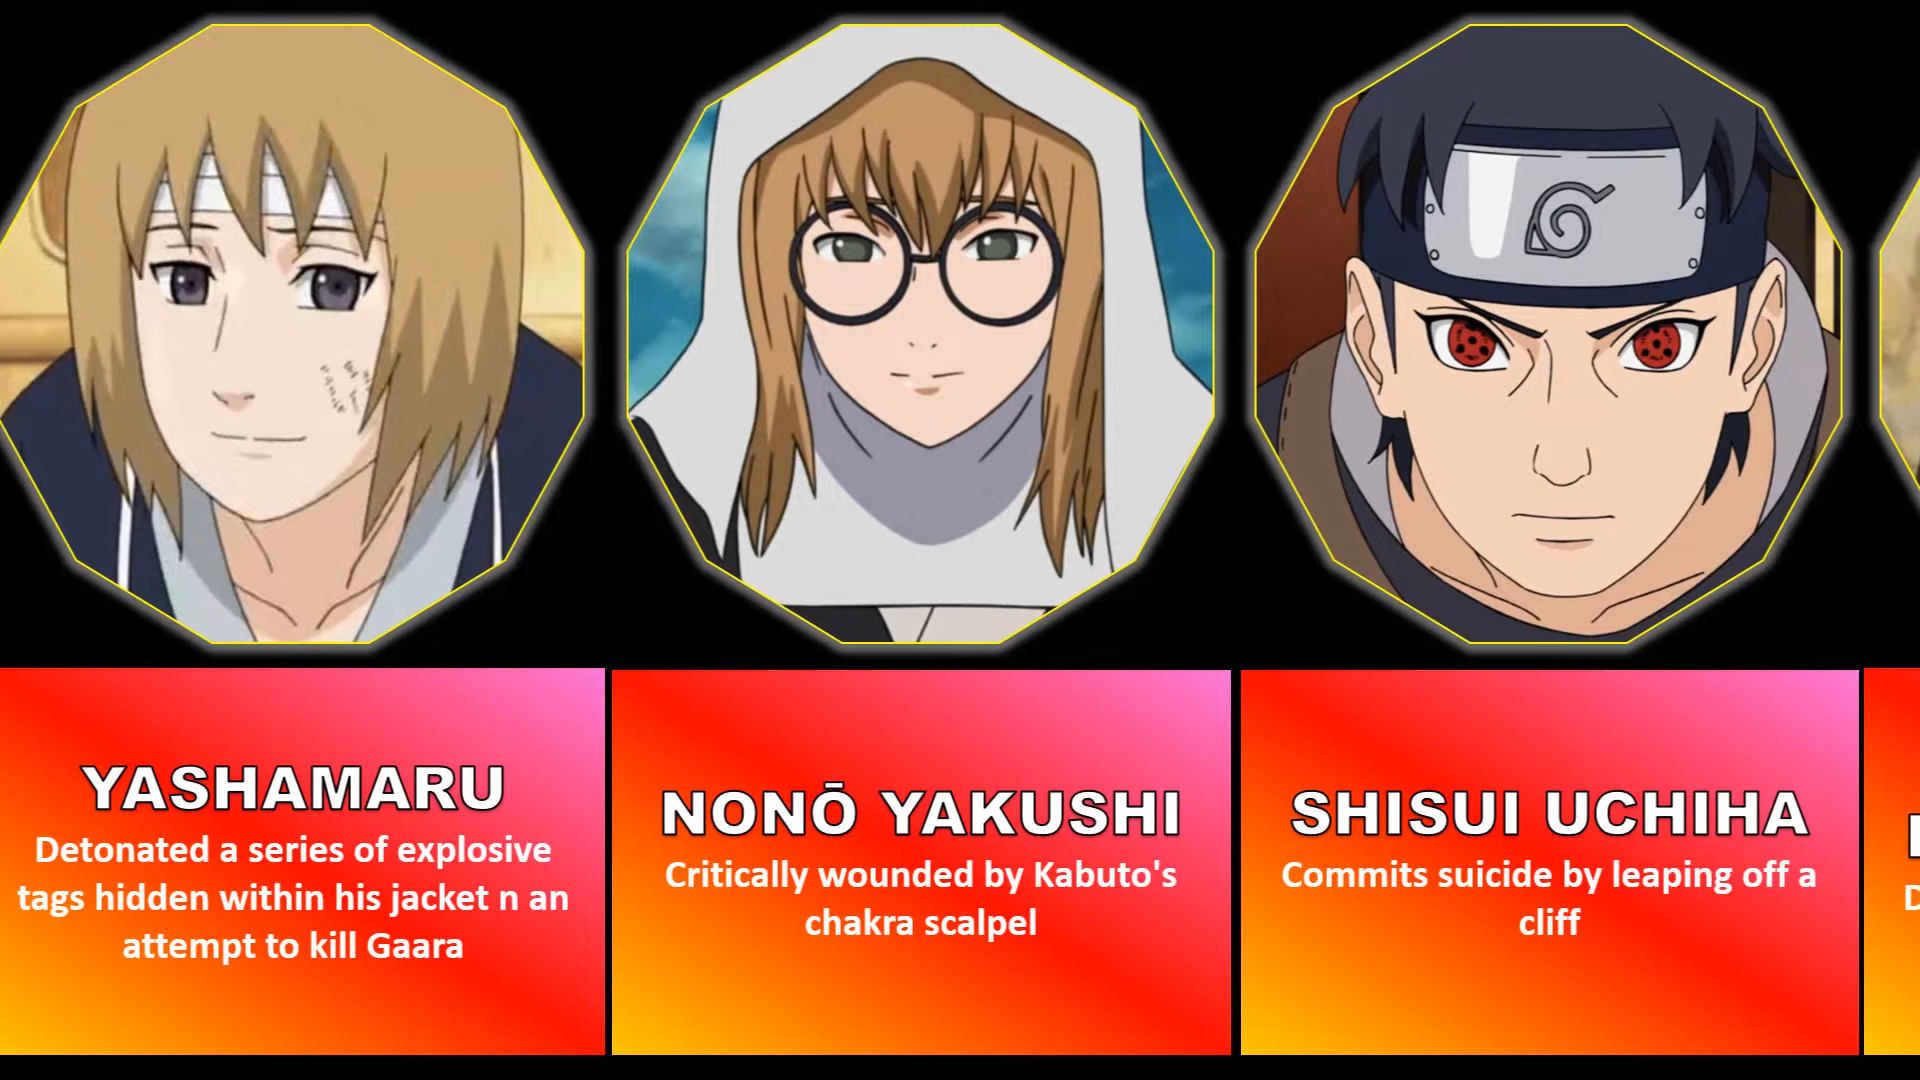 YASHAMARU
Detonated a series of explosive
tags hidden within his jacket n an
attempt to kill Gaara
NONŌ YAKUSHI
Critically wounded by Kabuto's
chakra scalpel
SHISUI UCHIHA
Commits suicide by leaping off a
cliff